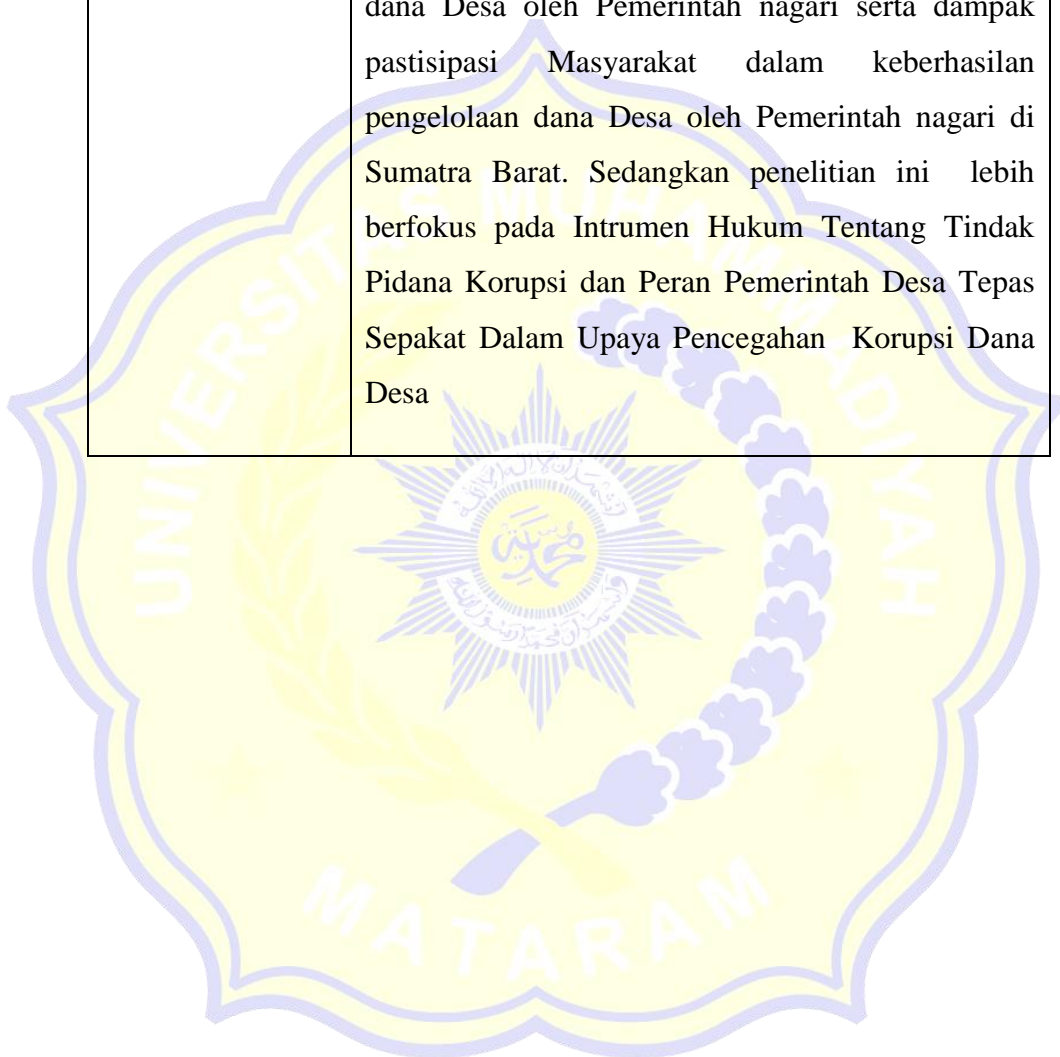 dana Desa oleh Pemerintah nagari serta dampak
pastisipasi Masyarakat dalam keberhasilan
pengelolaan dana Desa oleh Pemerintah nagari di
Sumatra Barat. Sedangkan penelitian ini lebih
berfokus pada Intrumen Hukum Tentang Tindak
Pidana Korupsi dan Peran Pemerintah Desa Tepas
Sepakat Dalam Upaya Pencegahan Korupsi Dana
Desa
UNIVERSITAS MUHAMMADIYAH
MATARAM